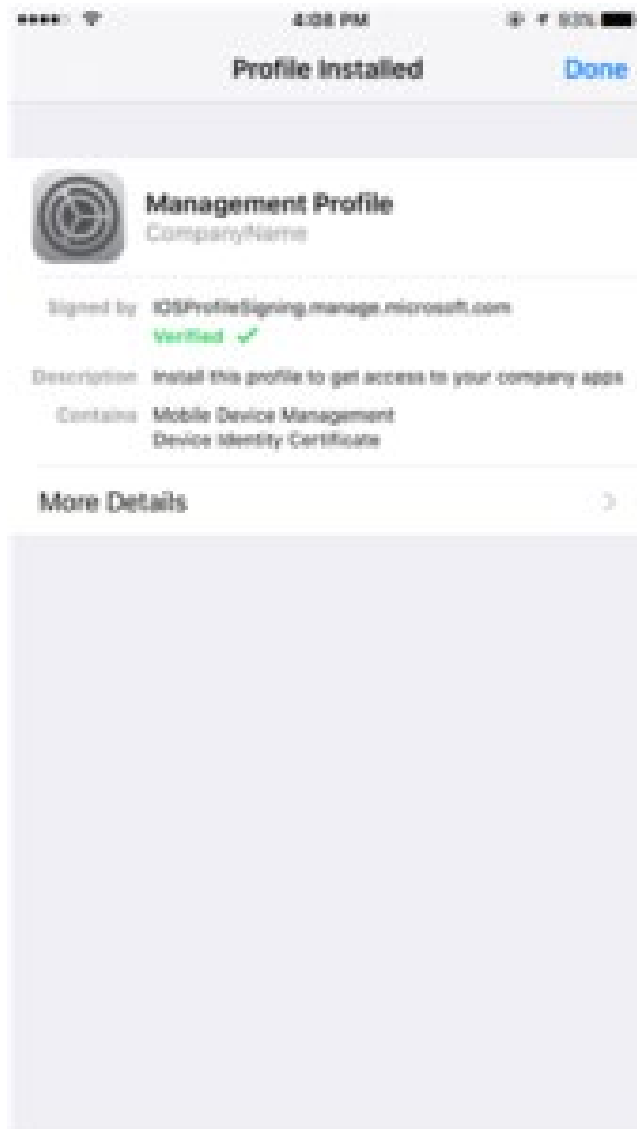 4:08 PM 93%
Profile Installed Done
Management Profile
CompanyName
Signed by IOSProfileSigning.manage.microsoft.com
Verified ✓
Description Install this profile to get access to your company apps
Contains Mobile Device Management
Device Identity Certificate
More Details